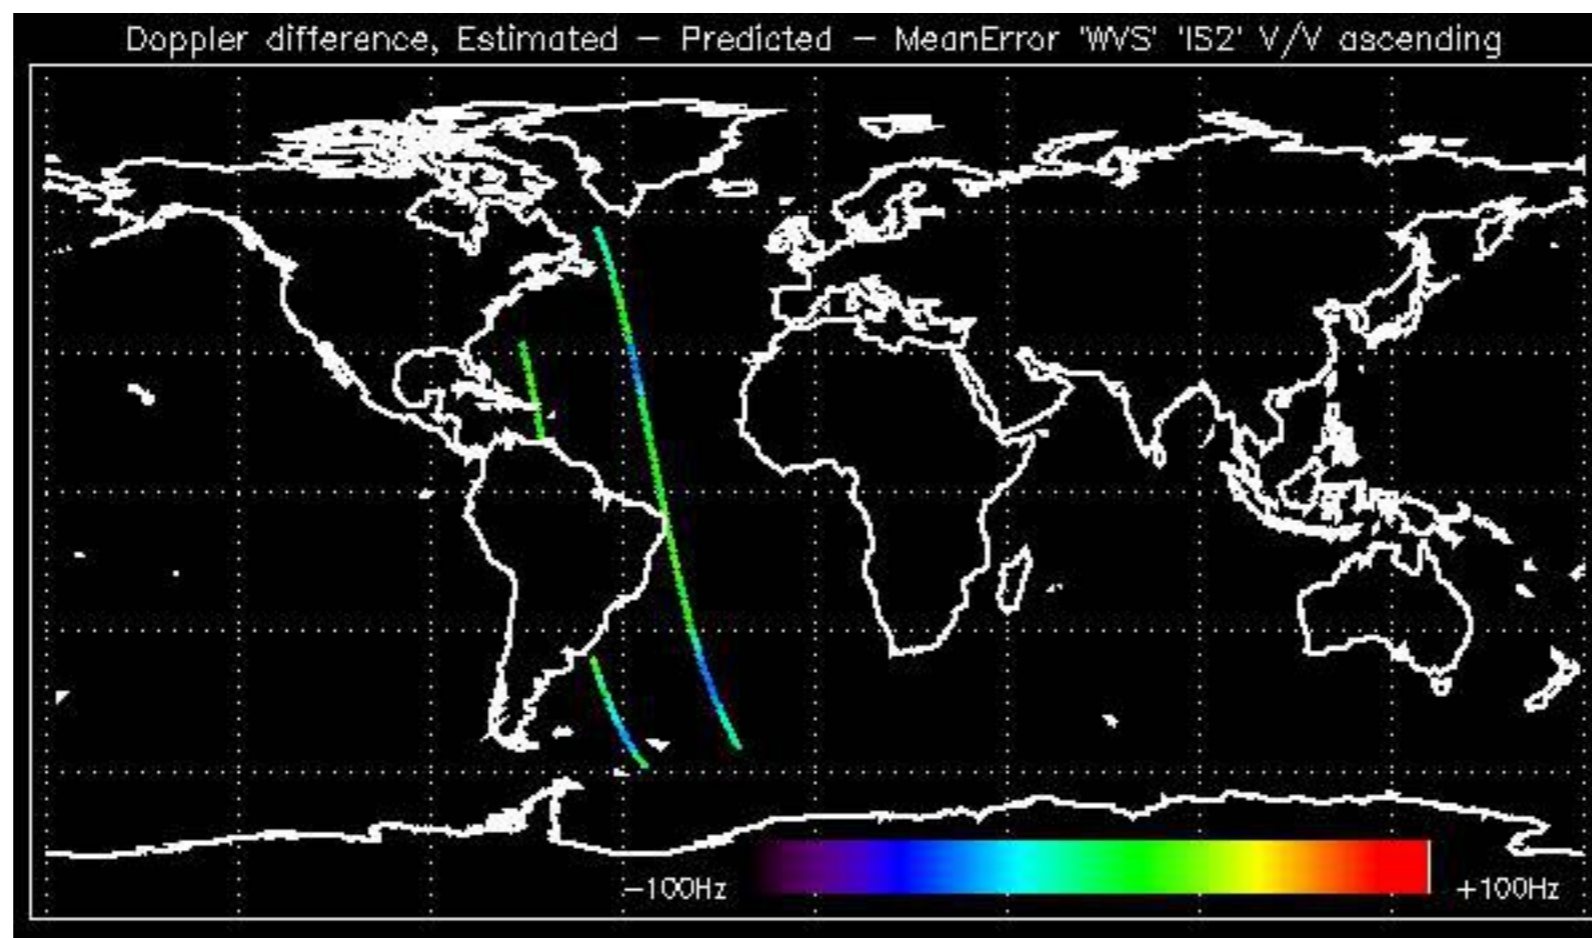 Doppler difference, Estimated − Predicted − MeanError 'WVS' 'IS2' V/V ascending
−100Hz +100Hz